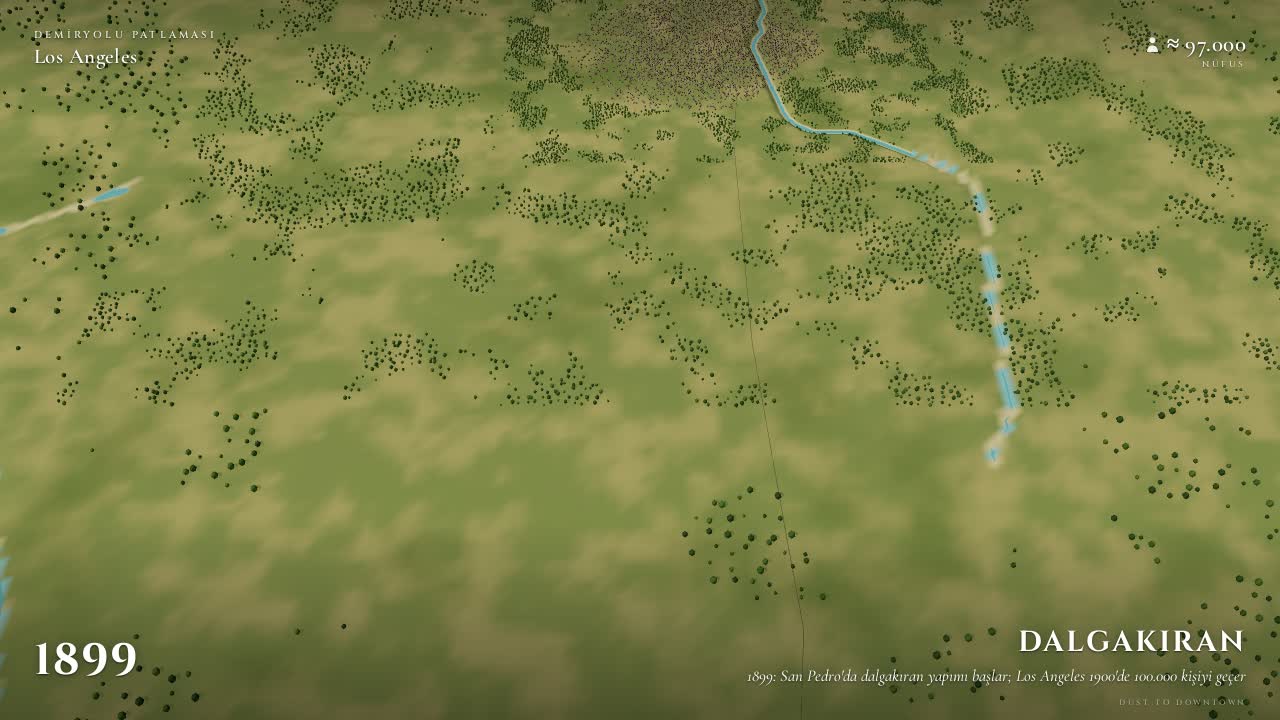 DEMİRYOLU PATLAMASI
Los Angeles
≈ 97.000
NÜFUS
1899
DALGAKIRAN
1899: San Pedro'da dalgakıran yapımı başlar; Los Angeles 1900'de 100.000 kişiyi geçer
DUST TO DOWNTOWN